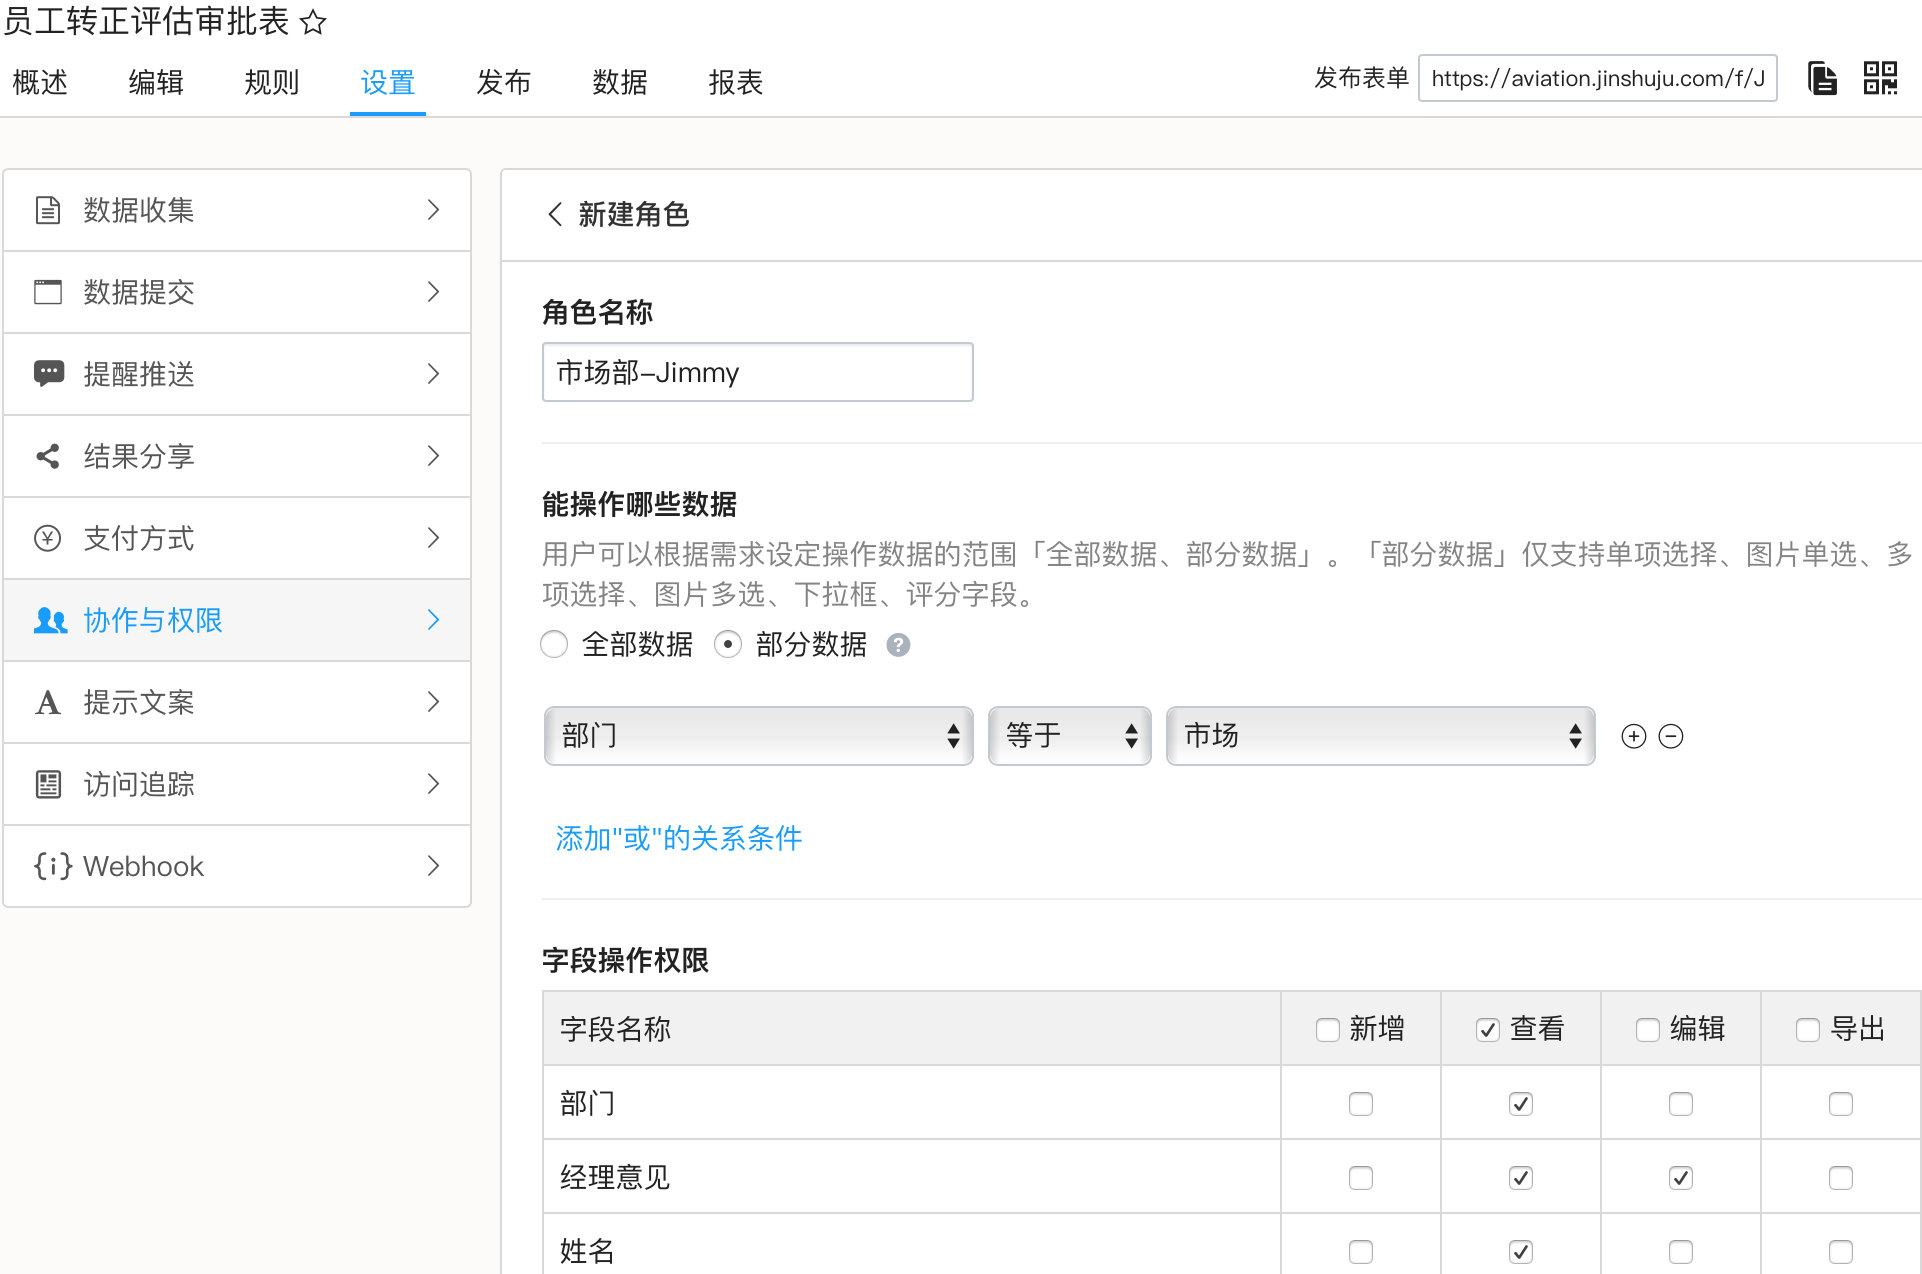 员工转正评估审批表
概述 编辑 规则 设置 发布 数据 报表 发布表单 https://aviation.jinshuju.com/f/J
数据收集
数据提交
提醒推送
结果分享
支付方式
协作与权限
提示文案
访问追踪
Webhook
新建角色
角色名称
市场部-Jimmy
能操作哪些数据
用户可以根据需求设定操作数据的范围「全部数据、部分数据」。「部分数据」仅支持单项选择、图片单选、多
项选择、图片多选、下拉框、评分字段。
全部数据 部分数据 ?
部门 等于 市场
添加"或"的关系条件
字段操作权限
字段名称 新增 查看 编辑 导出
部门
经理意见
姓名